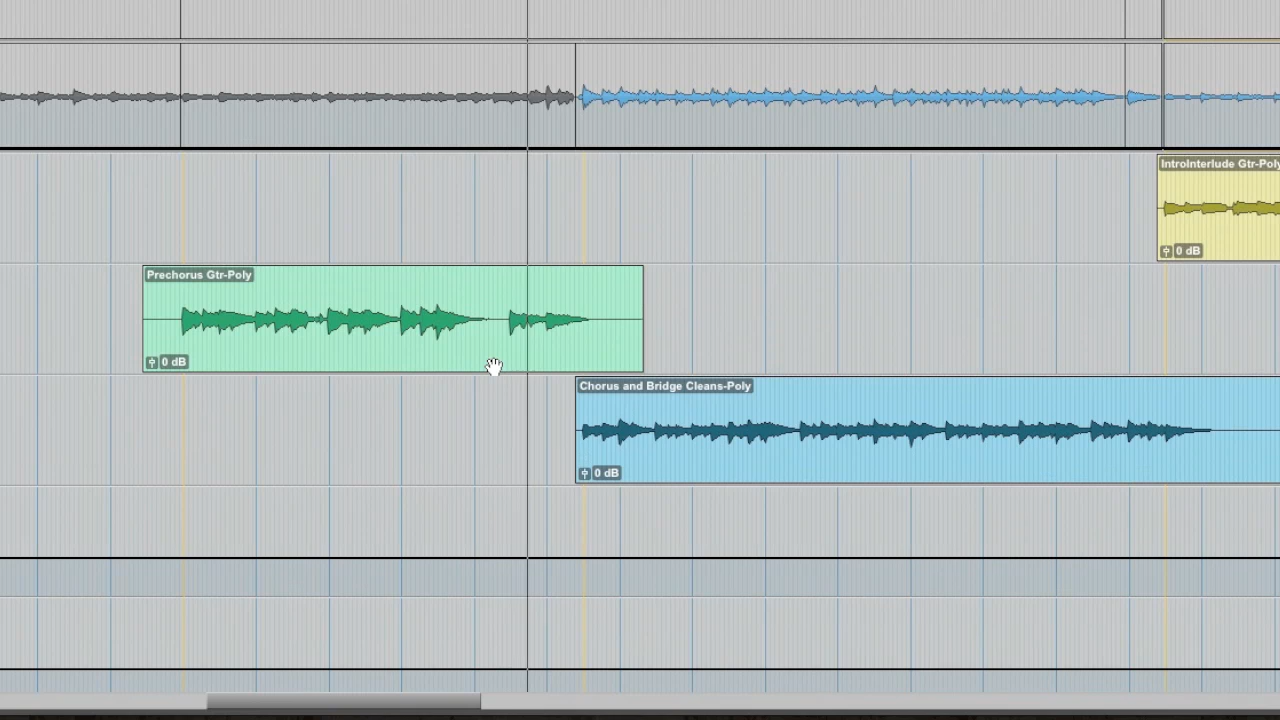 IntroInterlude Gtr-Poly
0 dB
Prechorus Gtr-Poly
0 dB
Chorus and Bridge Cleans-Poly
0 dB